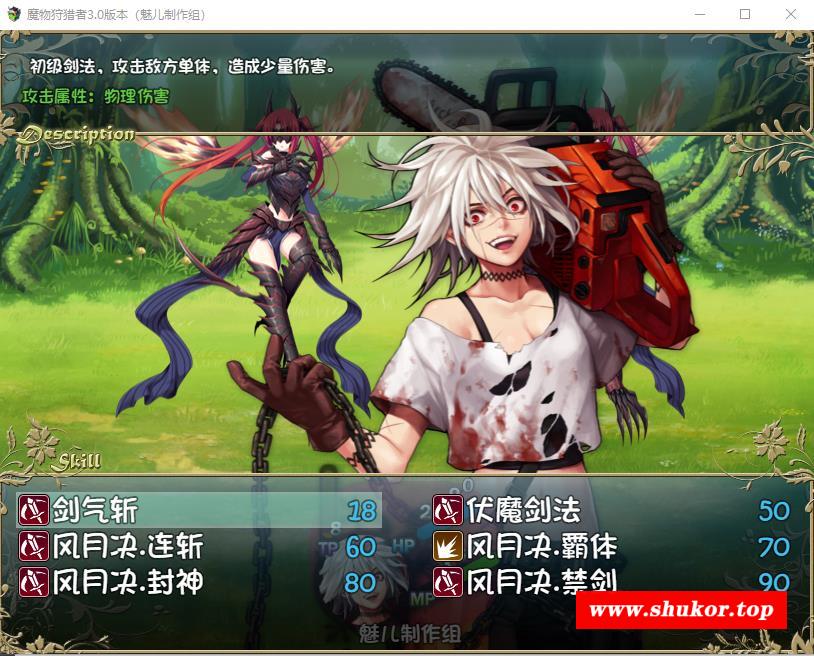 魔物狩猎者3.0版本（魅儿制作组）
初级剑法，攻击敌方单体，造成少量伤害。
攻击属性：物理伤害
Description
Skill
剑气斩 18
伏魔剑法 50
风月决.连斩 60
风月决.霸体 70
风月决.封神 80
风月决.禁剑 90
TP
HP
MP
www.shukor.top
魅儿制作组